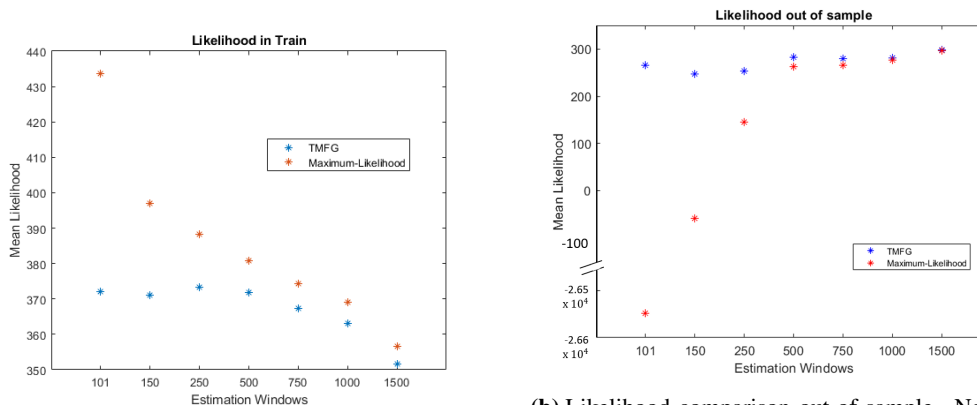 Likelihood in Train
440
430
420
410
400
390
380
370
360
350
Mean Likelihood
TMFG
Maximum-Likelihood
101 150 250 500 750 1000 1500
Estimation Windows
Likelihood out of sample
300
200
100
0
-100
-2.65
x 10⁴
-2.66
x 10⁴
Mean Likelihood
TMFG
Maximum-Likelihood
101 150 250 500 750 1000 1500
Estimation Windows
(b) Likelihood comparison out of sample.